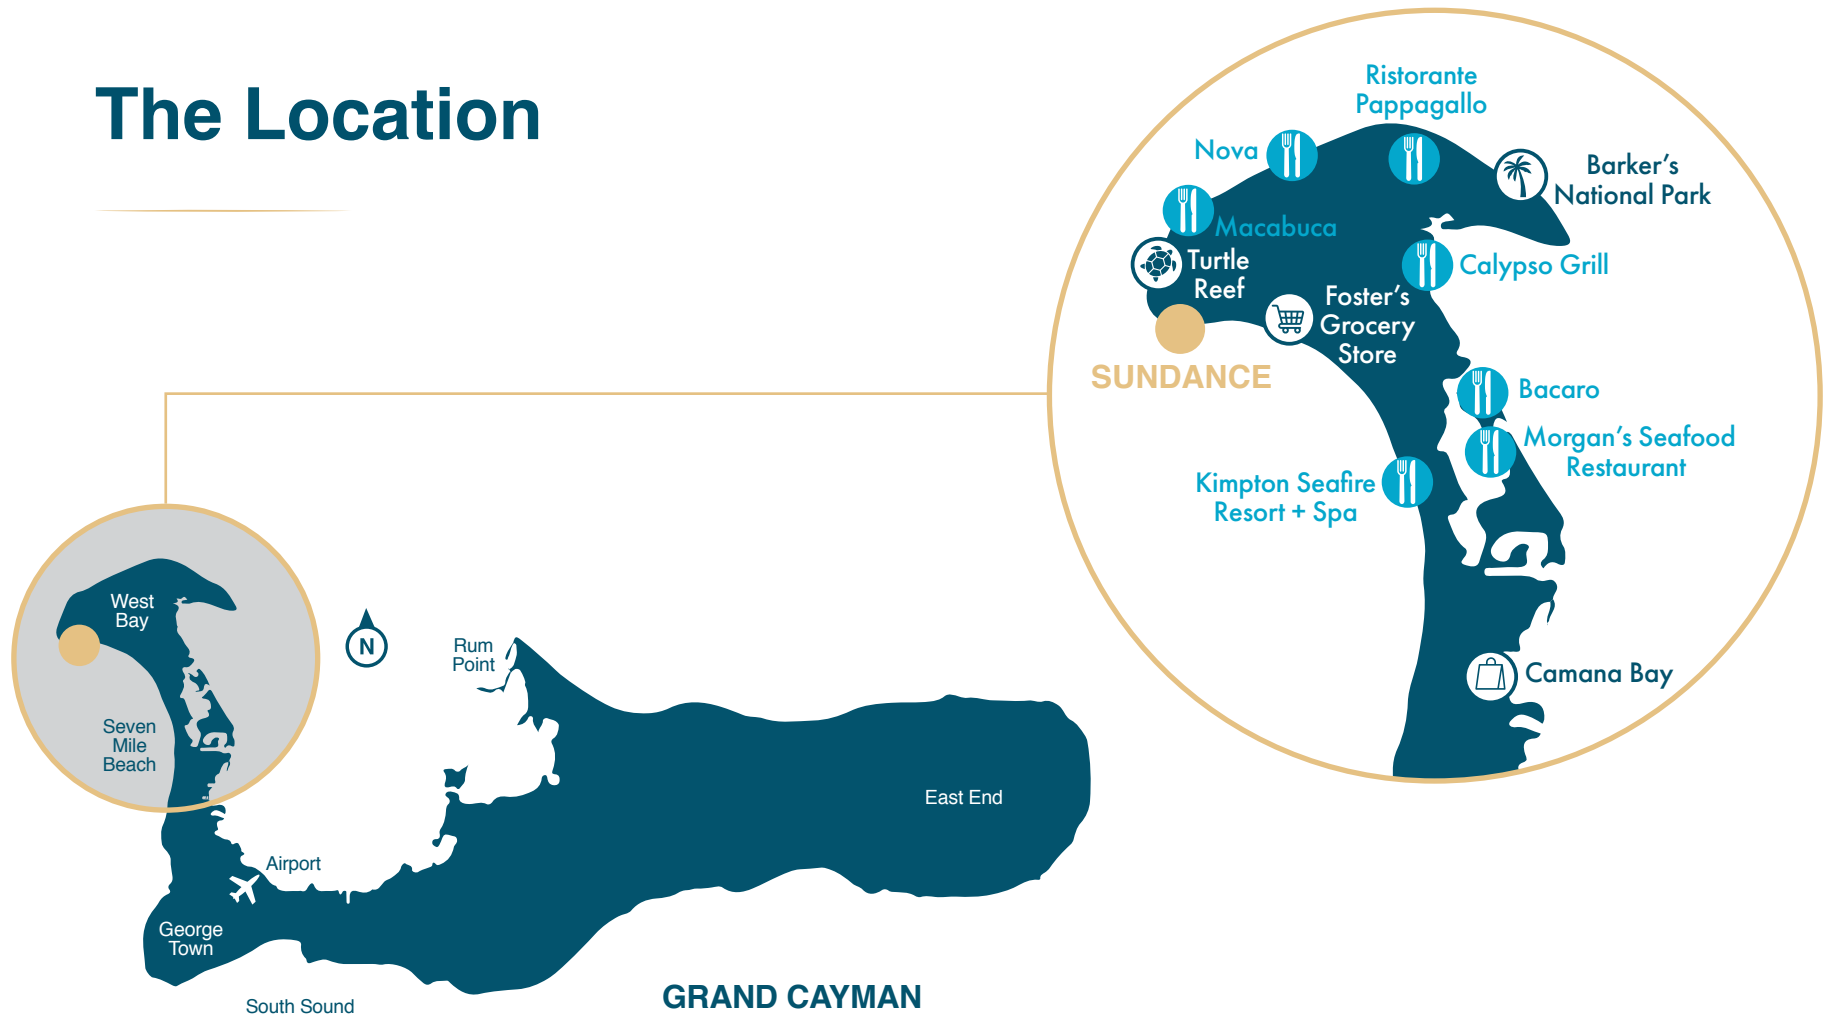 The Location
Ristorante
Pappagallo
Nova
Barker's
National Park
Macabuca
Turtle
Reef
Calypso Grill
Foster's
Grocery
Store
SUNDANCE
Bacaro
Morgan's Seafood
Restaurant
Kimpton Seafire
Resort + Spa
Camana Bay
West
Bay
N
Rum
Point
Seven
Mile
Beach
East End
Airport
George
Town
South Sound
GRAND CAYMAN